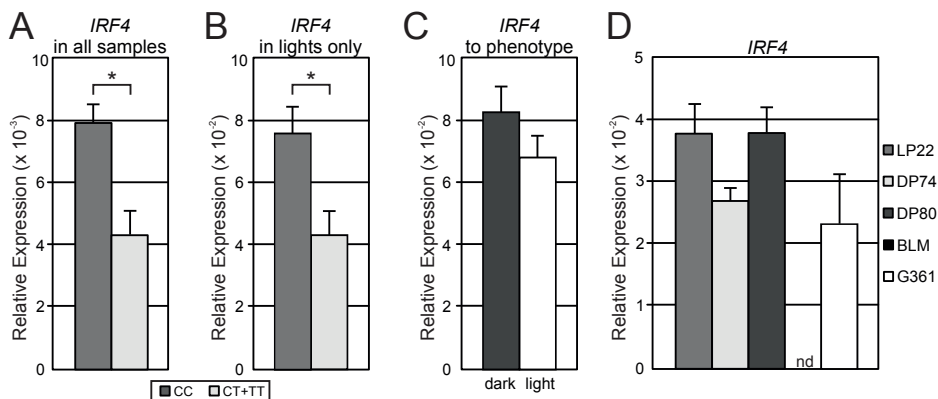 A
IRF4
in all samples
Relative Expression (x 10-3)
10
8
6
4
2
0
*
B
IRF4
in lights only
Relative Expression (x 10-2)
10
8
6
4
2
0
*
CC
CT+TT
C
IRF4
to phenotype
Relative Expression (x 10-2)
10
8
6
4
2
0
dark
light
D
IRF4
Relative Expression (x 10-2)
5
4
3
2
1
0
nd
LP22
DP74
DP80
BLM
G361